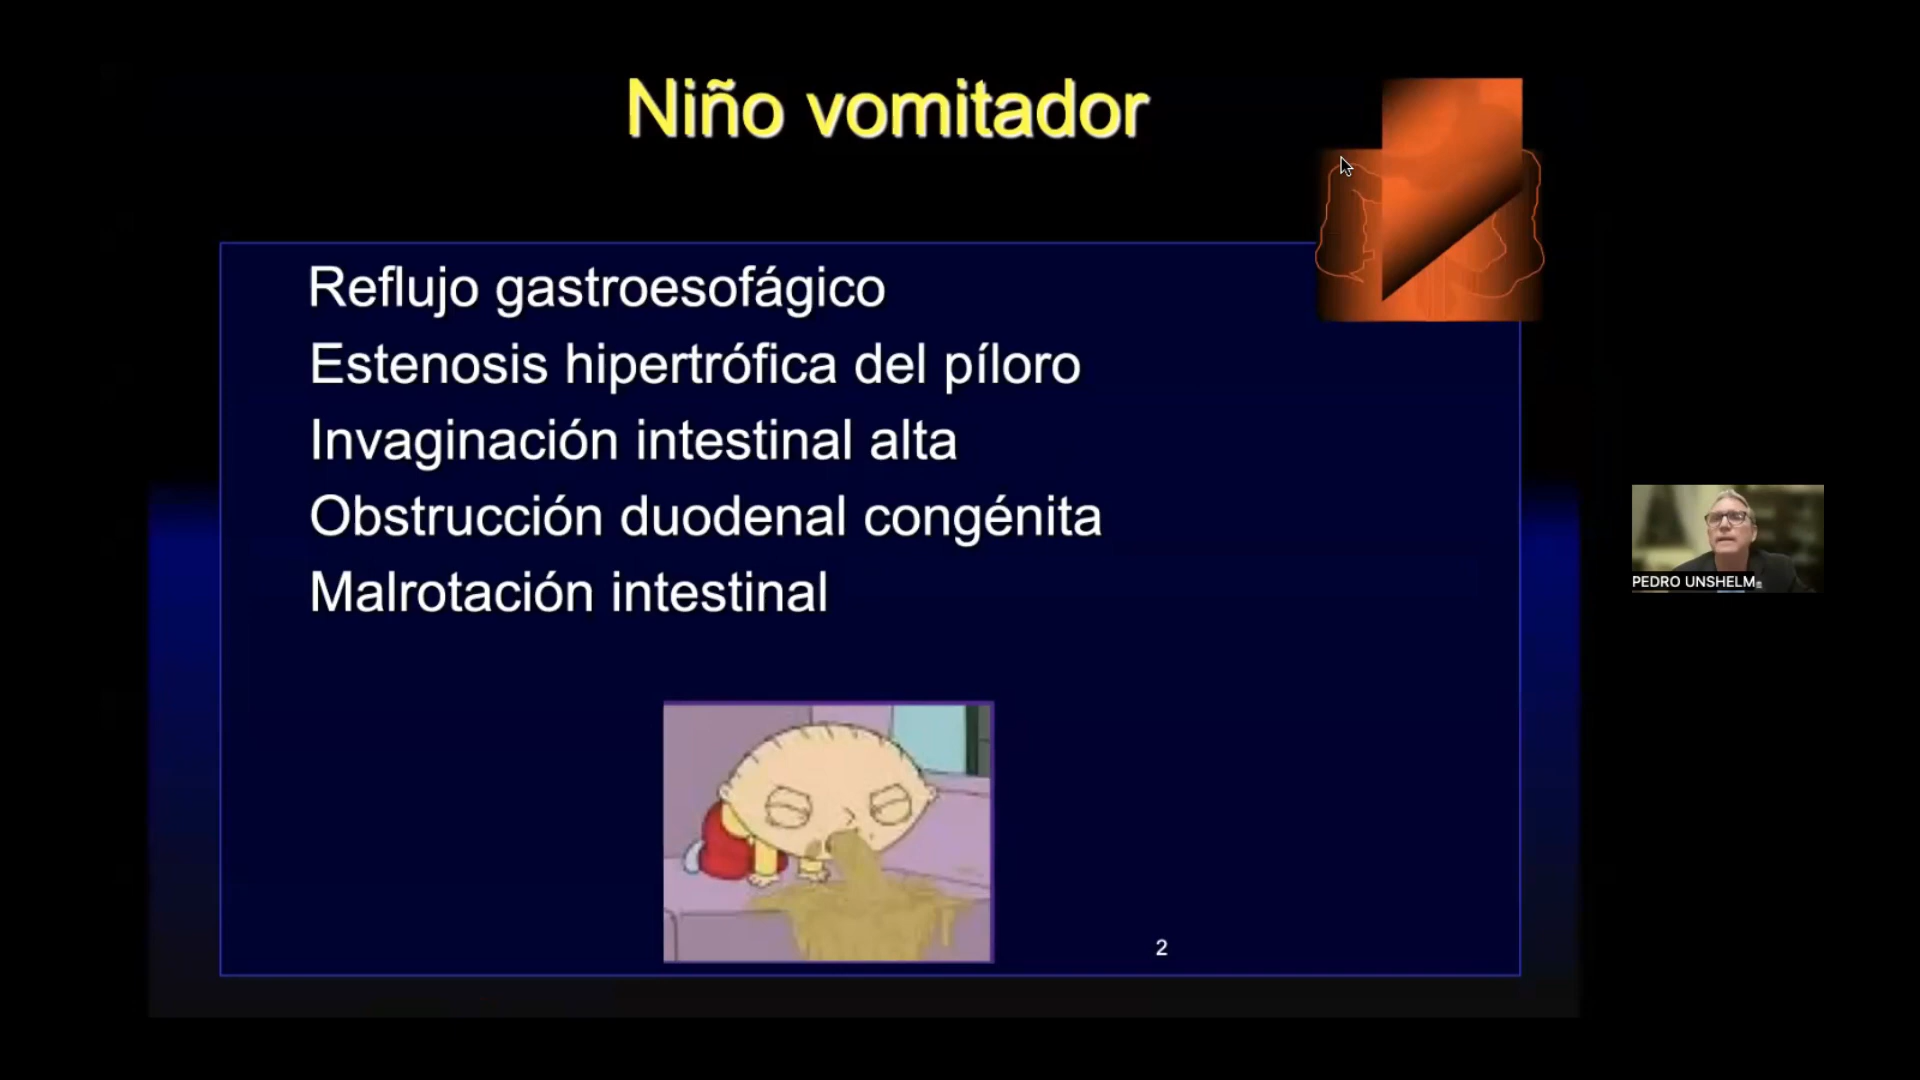 Niño vomitador
Reflujo gastroesofágico
Estenosis hipertrófica del píloro
Invaginación intestinal alta
Obstrucción duodenal congénita
Malrotación intestinal
2
PEDRO UNSHELM